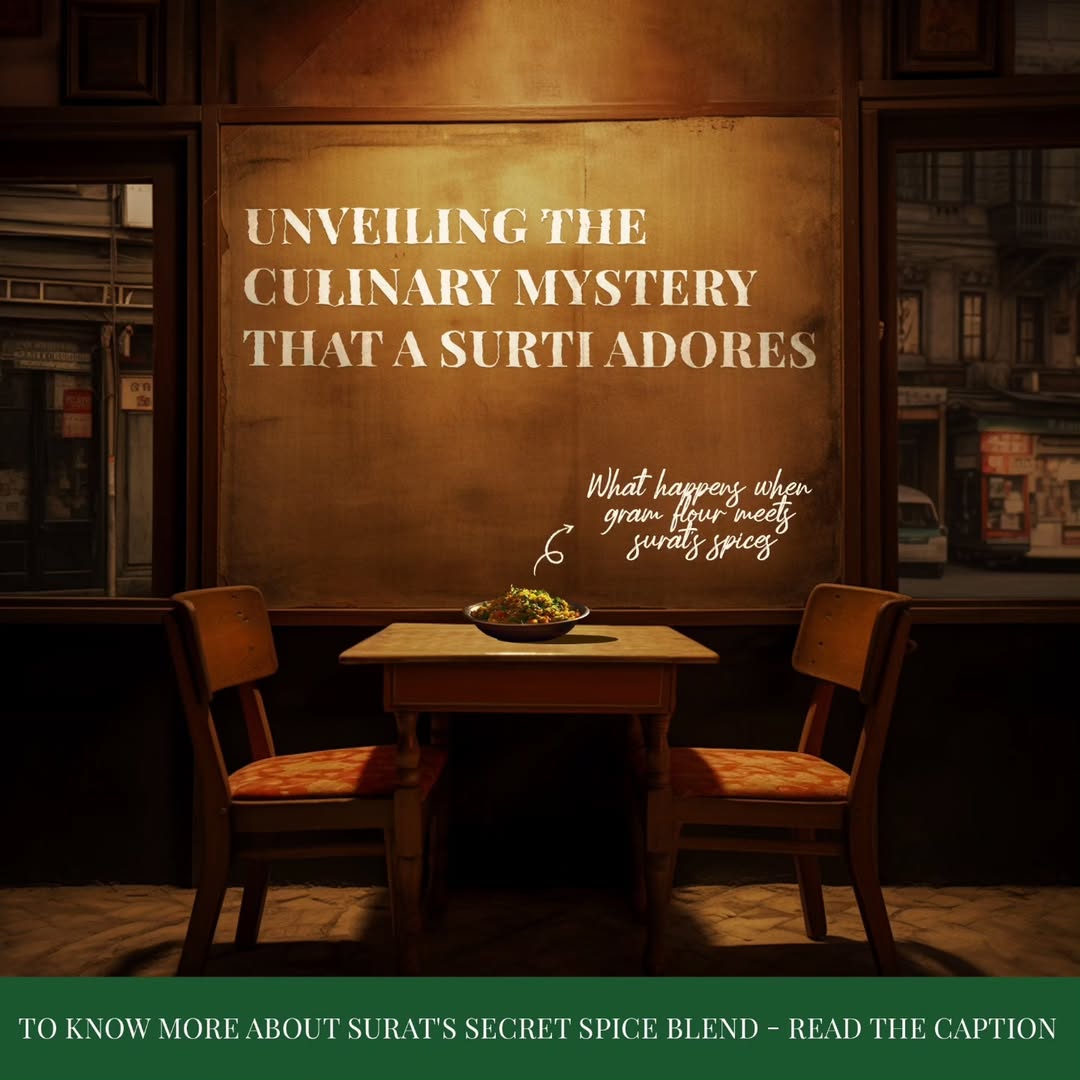 UNVEILING THE
CULINARY MYSTERY
THAT A SURTI ADORES
What happens when
gram flour meets
surat's spices
TO KNOW MORE ABOUT SURAT'S SECRET SPICE BLEND - READ THE CAPTION